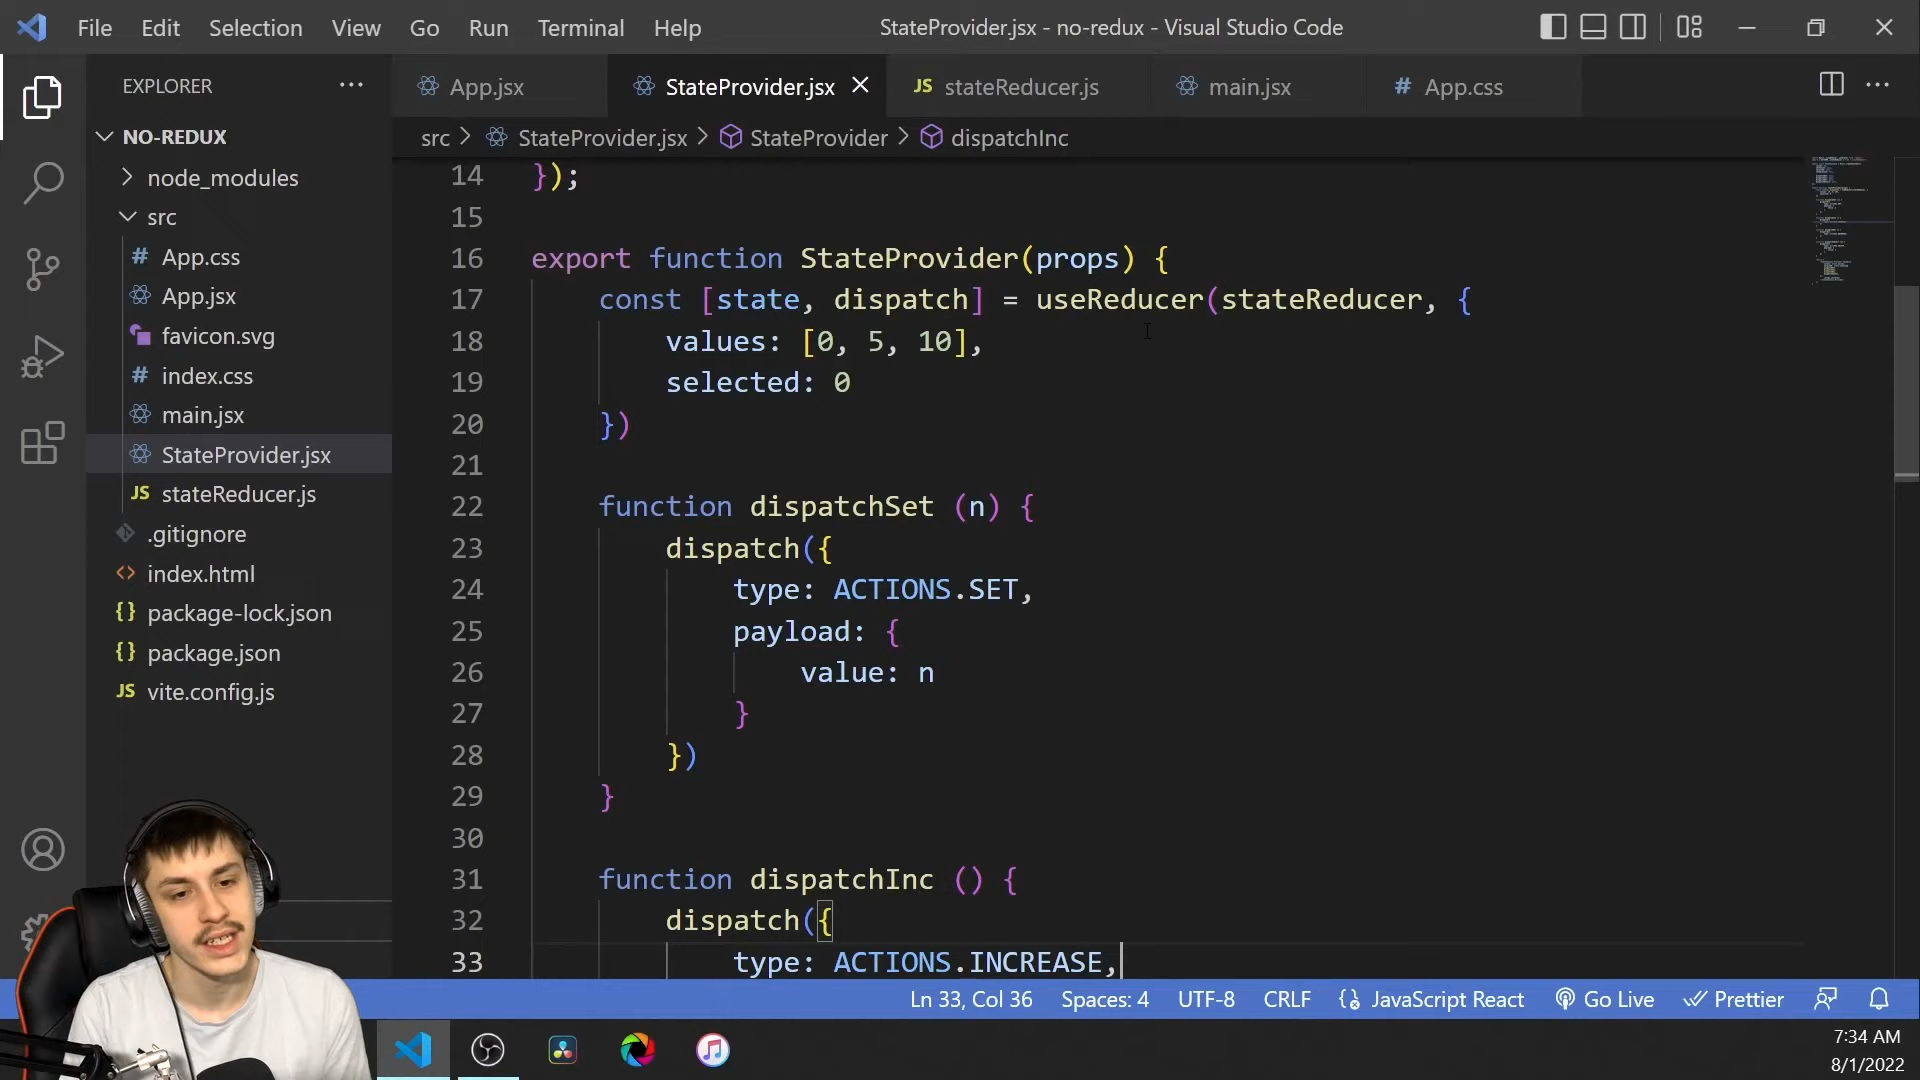 File Edit Selection View Go Run Terminal Help StateProvider.jsx - no-redux - Visual Studio Code
EXPLORER
NO-REDUX
node_modules
src
# App.css
App.jsx
favicon.svg
# index.css
main.jsx
StateProvider.jsx
JS stateReducer.js
.gitignore
<> index.html
{} package-lock.json
{} package.json
JS vite.config.js
App.jsx StateProvider.jsx JS stateReducer.js main.jsx # App.css
src > StateProvider.jsx > StateProvider > dispatchInc
14 });
15
16 export function StateProvider(props) {
17 const [state, dispatch] = useReducer(stateReducer, {
18 values: [0, 5, 10],
19 selected: 0
20 })
21
22 function dispatchSet (n) {
23 dispatch({
24 type: ACTIONS.SET,
25 payload: {
26 value: n
27 }
28 })
29 }
30
31 function dispatchInc () {
32 dispatch({
33 type: ACTIONS.INCREASE,
Ln 33, Col 36 Spaces: 4 UTF-8 CRLF JavaScript React Go Live Prettier
7:34 AM
8/1/2022